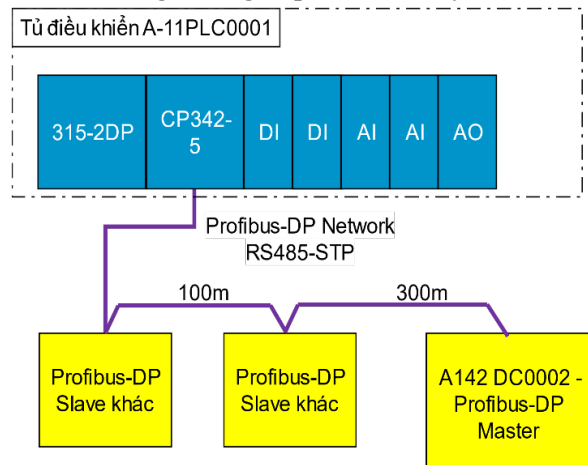 Tủ điều khiển A-11PLC0001
315-2DP
CP342-
5
DI
DI
AI
AI
AO
Profibus-DP Network
RS485-STP
100m
300m
Profibus-DP
Slave khác
Profibus-DP
Slave khác
A142 DC0002 -
Profibus-DP
Master